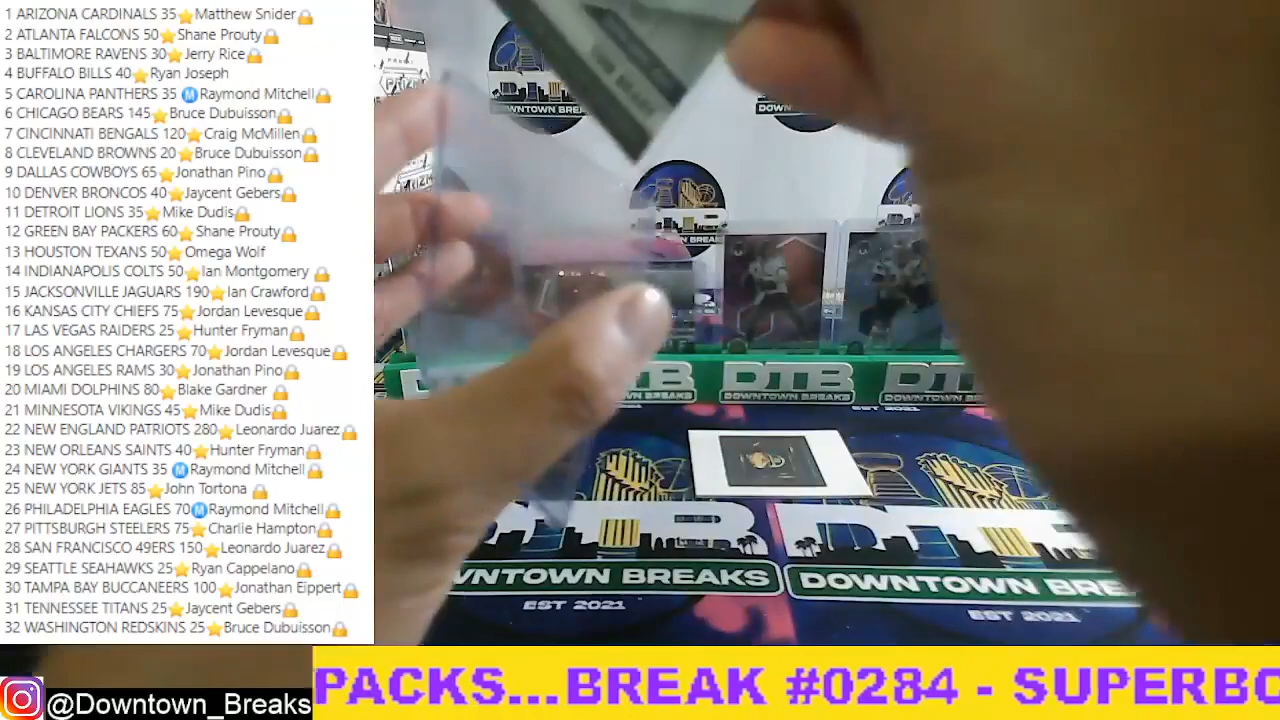 1 ARIZONA CARDINALS 35⭐Matthew Snider🔒
2 ATLANTA FALCONS 50⭐Shane Prouty🔒
3 BALTIMORE RAVENS 30⭐Jerry Rice🔒
4 BUFFALO BILLS 40⭐Ryan Joseph
5 CAROLINA PANTHERS 35 Ⓜ️Raymond Mitchell🔒
6 CHICAGO BEARS 145⭐Bruce Dubuisson🔒
7 CINCINNATI BENGALS 120⭐Craig McMillen🔒
8 CLEVELAND BROWNS 20⭐Bruce Dubuisson🔒
9 DALLAS COWBOYS 65⭐Jonathan Pino🔒
10 DENVER BRONCOS 40⭐Jaycent Gebers🔒
11 DETROIT LIONS 35⭐Mike Dudis🔒
12 GREEN BAY PACKERS 60⭐Shane Prouty🔒
13 HOUSTON TEXANS 50⭐Omega Wolf
14 INDIANAPOLIS COLTS 50⭐Ian Montgomery 🔒
15 JACKSONVILLE JAGUARS 190⭐Ian Crawford🔒
16 KANSAS CITY CHIEFS 75⭐Jordan Levesque🔒
17 LAS VEGAS RAIDERS 25⭐Hunter Fryman🔒
18 LOS ANGELES CHARGERS 70⭐Jordan Levesque🔒
19 LOS ANGELES RAMS 30⭐Jonathan Pino🔒
20 MIAMI DOLPHINS 80⭐Blake Gardner 🔒
21 MINNESOTA VIKINGS 45⭐Mike Dudis🔒
22 NEW ENGLAND PATRIOTS 280⭐Leonardo Juarez🔒
23 NEW ORLEANS SAINTS 40⭐Hunter Fryman🔒
24 NEW YORK GIANTS 35 Ⓜ️Raymond Mitchell🔒
25 NEW YORK JETS 85⭐John Tortona 🔒
26 PHILADELPHIA EAGLES 70Ⓜ️Raymond Mitchell🔒
27 PITTSBURGH STEELERS 75⭐Charlie Hampton🔒
28 SAN FRANCISCO 49ERS 150⭐Leonardo Juarez🔒
29 SEATTLE SEAHAWKS 25⭐Ryan Cappelano🔒
30 TAMPA BAY BUCCANEERS 100⭐Jonathan Eippert🔒
31 TENNESSEE TITANS 25⭐Jaycent Gebers🔒
32 WASHINGTON REDSKINS 25⭐Bruce Dubuisson🔒
DTB DTB DTB
DOWNTOWN BREAKS DOWNTOWN BREAKS
EST 2021
DTB
WNTOWN BREAKS DOWNTOWN BRE
EST 2021 EST 2021
@Downtown_Breaks
PACKS...BREAK #0284 - SUPERBO